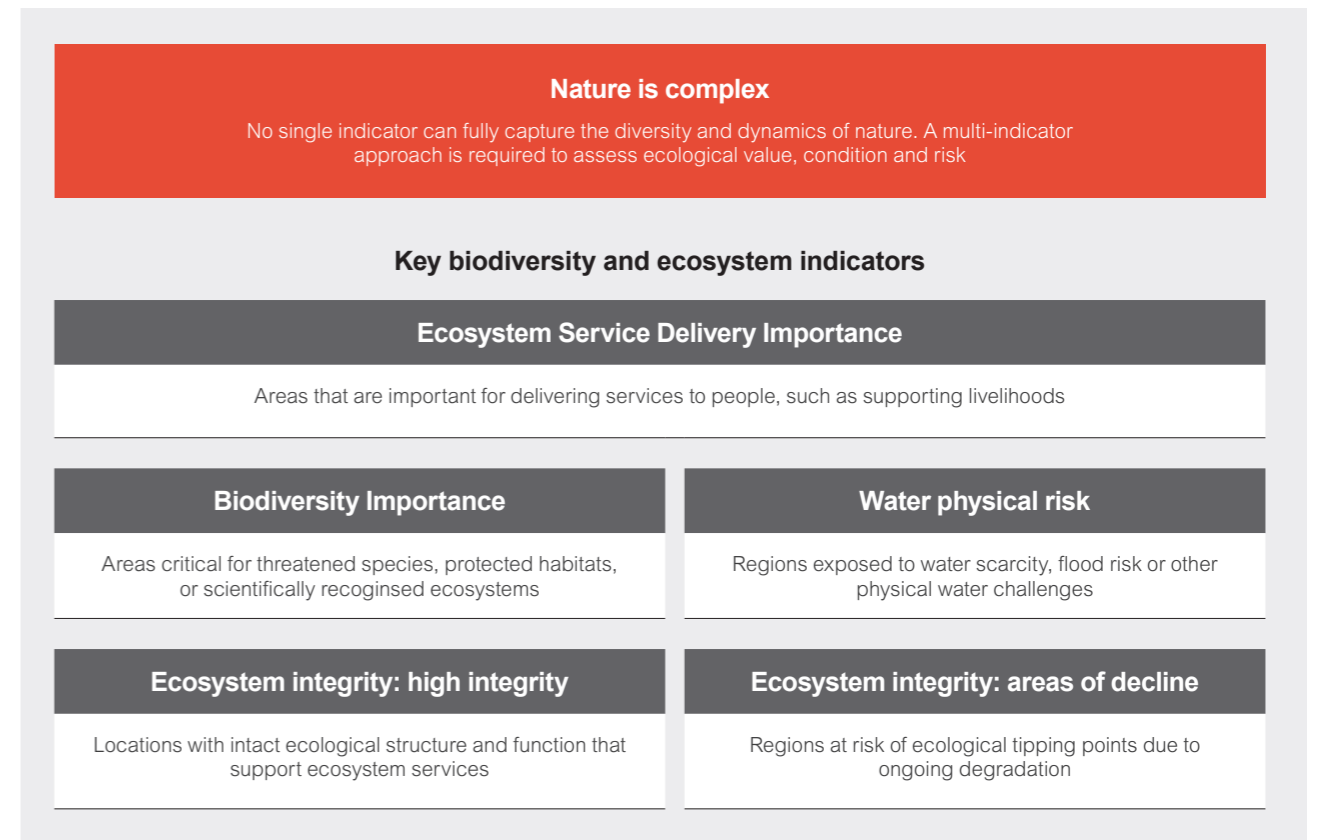 Nature is complex
No single indicator can fully capture the diversity and dynamics of nature. A multi-indicator
approach is required to assess ecological value, condition and risk
Key biodiversity and ecosystem indicators
Ecosystem Service Delivery Importance
Areas that are important for delivering services to people, such as supporting livelihoods
Biodiversity Importance
Areas critical for threatened species, protected habitats,
or scientifically recoginsed ecosystems
Water physical risk
Regions exposed to water scarcity, flood risk or other
physical water challenges
Ecosystem integrity: high integrity
Locations with intact ecological structure and function that
support ecosystem services
Ecosystem integrity: areas of decline
Regions at risk of ecological tipping points due to
ongoing degradation